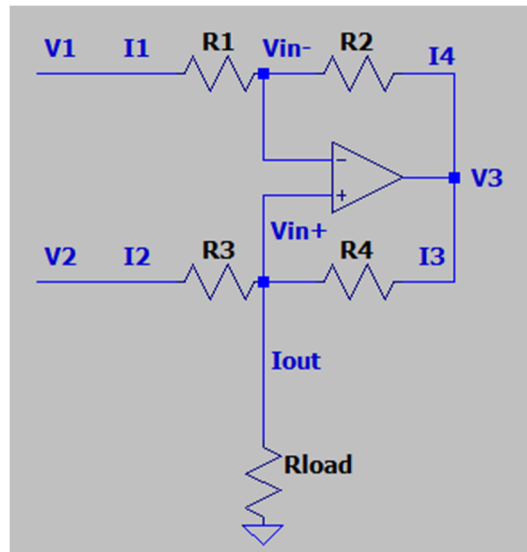 V1 I1 R1 Vin- R2 I4
-
V3
+
Vin+
V2 I2 R3 R4 I3
Iout
Rload